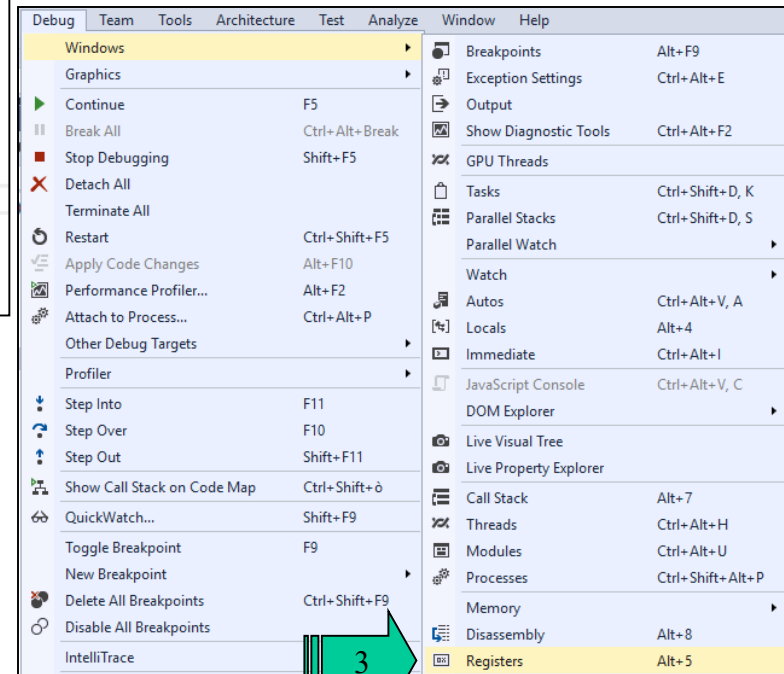 Debug Team Tools Architecture Test Analyze Window Help
Windows
Graphics
Continue F5
Break All Ctrl+Alt+Break
Stop Debugging Shift+F5
Detach All
Terminate All
Restart Ctrl+Shift+F5
Apply Code Changes Alt+F10
Performance Profiler... Alt+F2
Attach to Process... Ctrl+Alt+P
Other Debug Targets
Profiler
Step Into F11
Step Over F10
Step Out Shift+F11
Show Call Stack on Code Map Ctrl+Shift+ò
QuickWatch... Shift+F9
Toggle Breakpoint F9
New Breakpoint
Delete All Breakpoints Ctrl+Shift+F9
Disable All Breakpoints
IntelliTrace
3
Breakpoints Alt+F9
Exception Settings Ctrl+Alt+E
Output
Show Diagnostic Tools Ctrl+Alt+F2
GPU Threads
Tasks Ctrl+Shift+D, K
Parallel Stacks Ctrl+Shift+D, S
Parallel Watch
Watch
Autos Ctrl+Alt+V, A
Locals Alt+4
Immediate Ctrl+Alt+I
JavaScript Console Ctrl+Alt+V, C
DOM Explorer
Live Visual Tree
Live Property Explorer
Call Stack Alt+7
Threads Ctrl+Alt+H
Modules Ctrl+Alt+U
Processes Ctrl+Shift+Alt+P
Memory
Disassembly Alt+8
Registers Alt+5